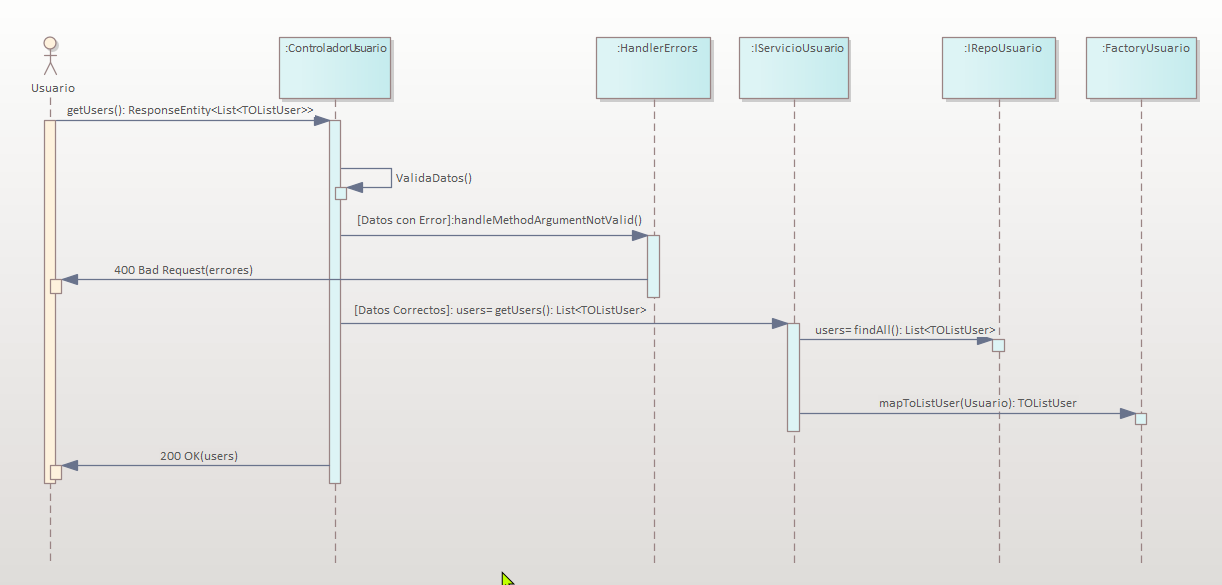 :ControladorUsuario
:HandlerErrors
:IServicioUsuario
:IRepoUsuario
:FactoryUsuario
Usuario
getUsers(): ResponseEntity<List<TOListUser>>
ValidaDatos()
[Datos con Error]:handleMethodArgumentNotValid()
400 Bad Request(errores)
[Datos Correctos]: users= getUsers(): List<TOListUser>
users= findAll(): List<TOListUser>
mapToListUser(Usuario): TOListUser
200 OK(users)